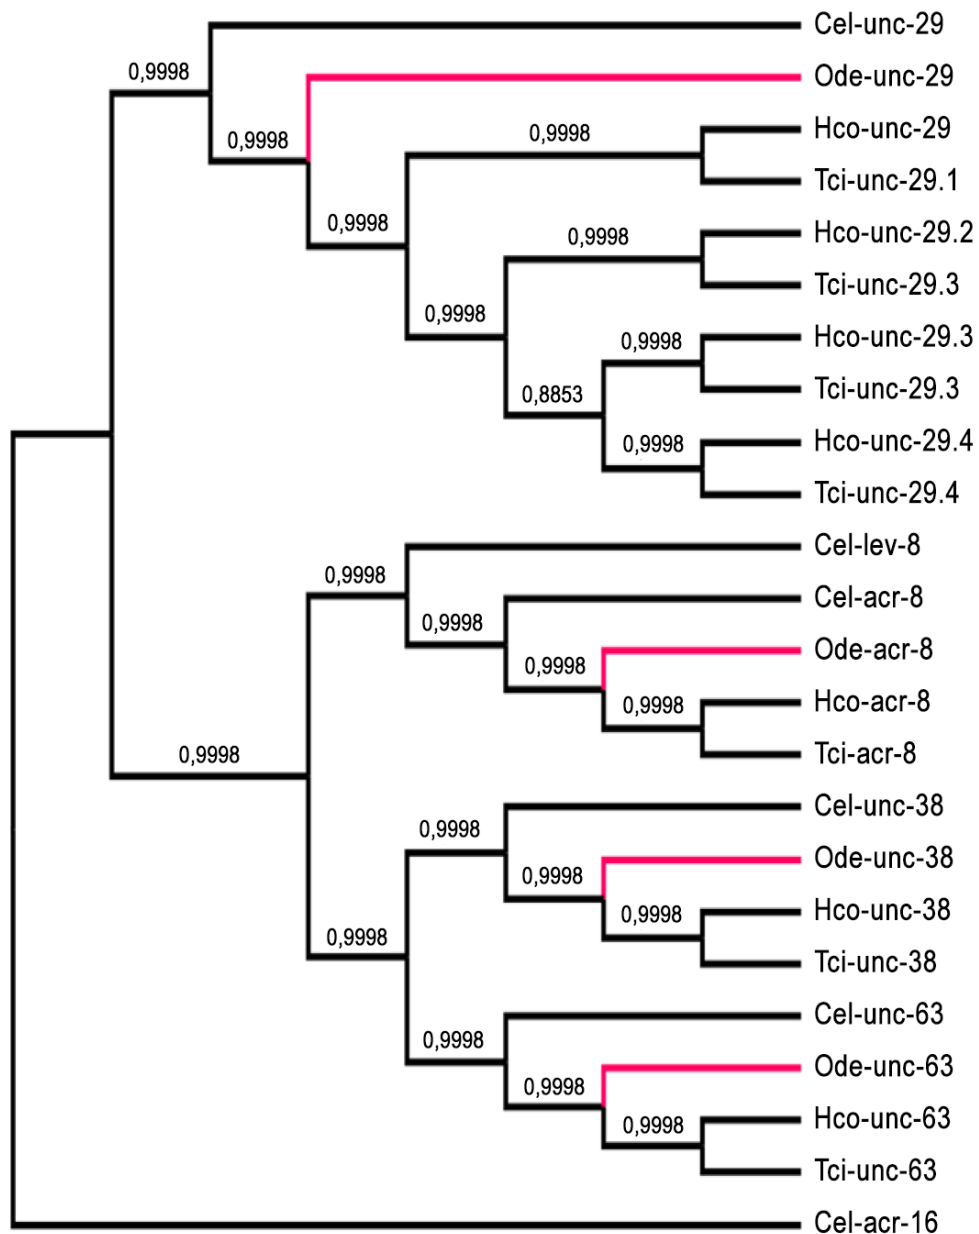 Cel-unc-29
0,9998
Ode-unc-29
0,9998
Hco-unc-29
0,9998
Tci-unc-29.1
0,9998
Hco-unc-29.2
0,9998
Tci-unc-29.3
0,9998
Hco-unc-29.3
0,9998
Tci-unc-29.3
0,8853
Hco-unc-29.4
0,9998
Tci-unc-29.4
Cel-lev-8
0,9998
Cel-acr-8
0,9998
Ode-acr-8
0,9998
Hco-acr-8
0,9998
Tci-acr-8
0,9998
Cel-unc-38
0,9998
Ode-unc-38
0,9998
Hco-unc-38
0,9998
Tci-unc-38
0,9998
Cel-unc-63
0,9998
Ode-unc-63
0,9998
Hco-unc-63
0,9998
Tci-unc-63
Cel-acr-16